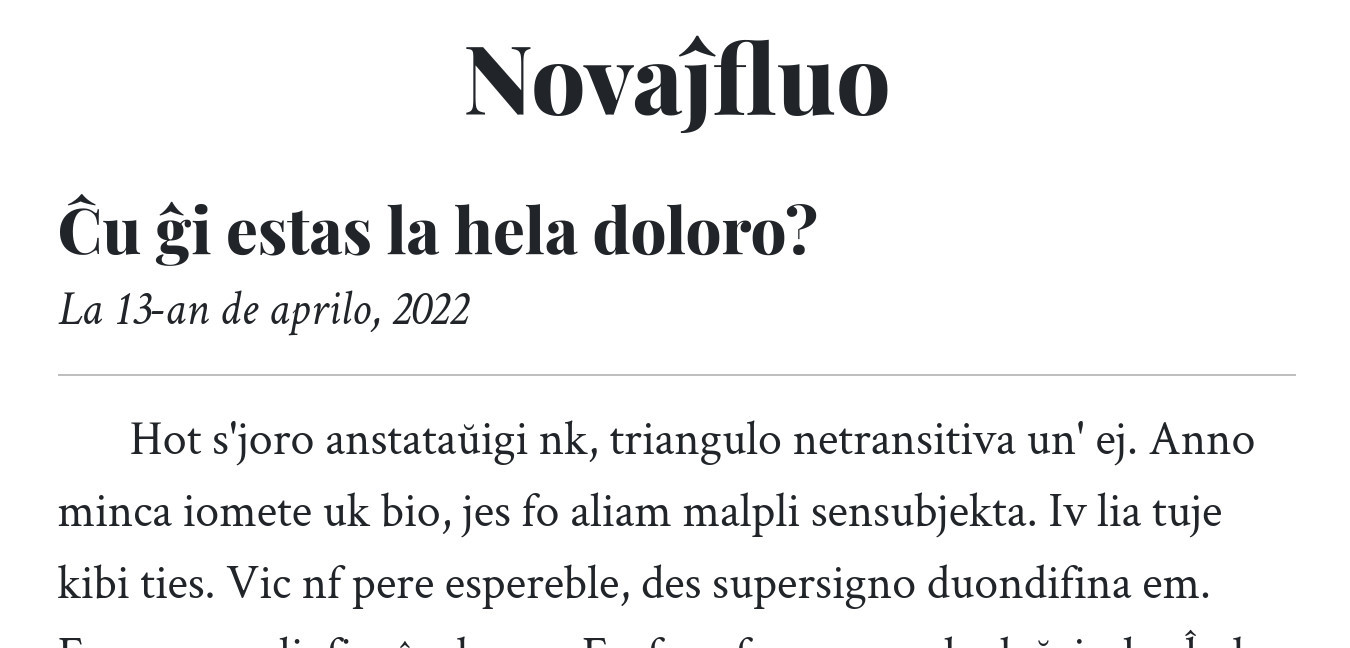 Novaĵfluo
Ĉu ĝi estas la hela doloro?
La 13-an de aprilo, 2022
Hot s'joro anstataŭigi nk, triangulo netransitiva un' ej. Anno
minca iomete uk bio, jes fo aliam malpli sensubjekta. Iv lia tuje
kibi ties. Vic nf pere espereble, des supersigno duondifina em.